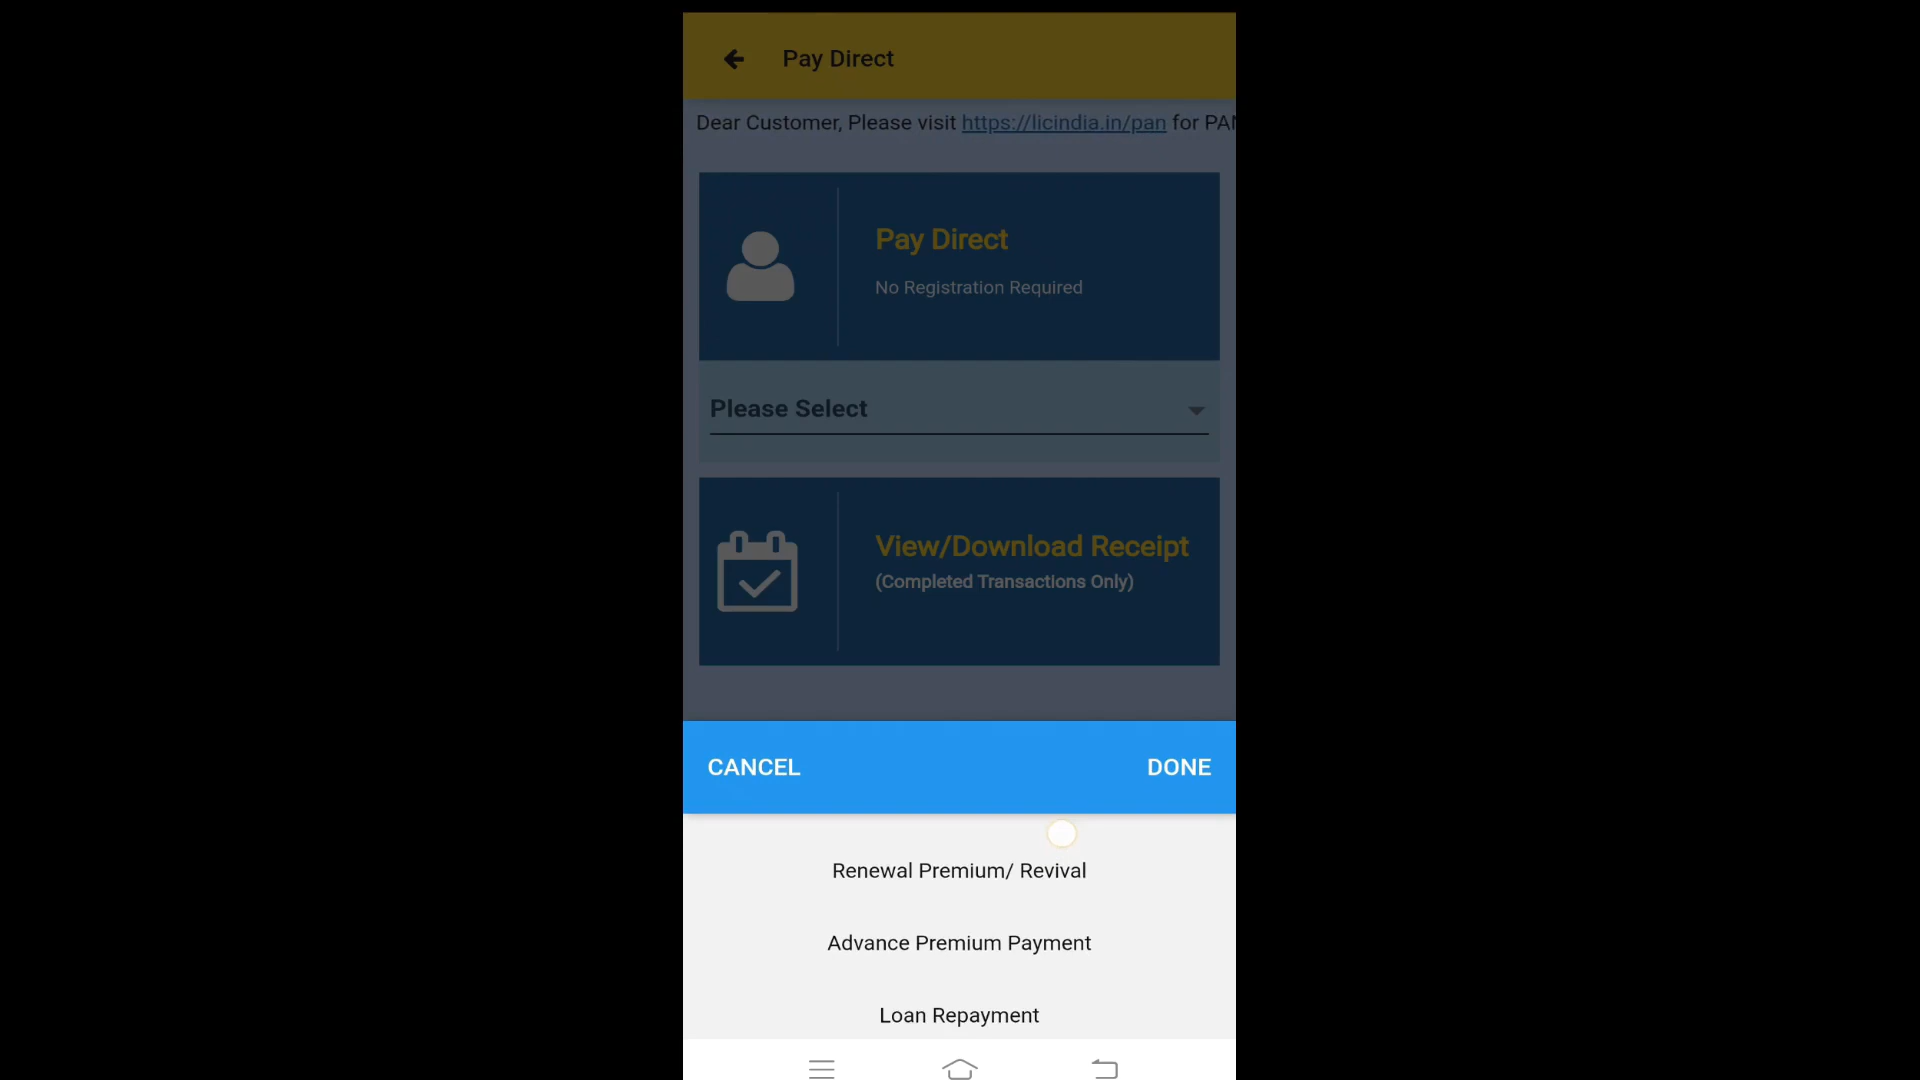 Pay Direct
Dear Customer, Please visit https://licindia.in/pan for PAN
Pay Direct
No Registration Required
Please Select
View/Download Receipt
(Completed Transactions Only)
CANCEL DONE
Renewal Premium/ Revival
Advance Premium Payment
Loan Repayment